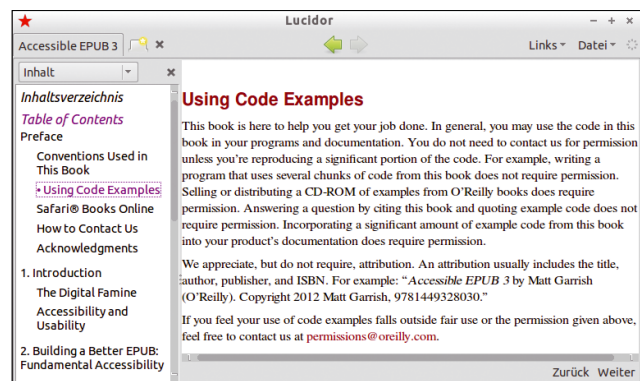 Lucidor
Accessible EPUB 3
Links
Datei
Inhalt
Inhaltsverzeichnis
Table of Contents
Preface
Conventions Used in
This Book
• Using Code Examples
Safari® Books Online
How to Contact Us
Acknowledgments
1. Introduction
The Digital Famine
Accessibility and
Usability
2. Building a Better EPUB:
Fundamental Accessibility
Using Code Examples
This book is here to help you get your job done. In general, you may use the code in this
book in your programs and documentation. You do not need to contact us for permission
unless you’re reproducing a significant portion of the code. For example, writing a
program that uses several chunks of code from this book does not require permission.
Selling or distributing a CD-ROM of examples from O’Reilly books does require
permission. Answering a question by citing this book and quoting example code does not
require permission. Incorporating a significant amount of example code from this book
into your product’s documentation does require permission.
We appreciate, but do not require, attribution. An attribution usually includes the title,
author, publisher, and ISBN. For example: “Accessible EPUB 3 by Matt Garrish
(O’Reilly). Copyright 2012 Matt Garrish, 9781449328030.”
If you feel your use of code examples falls outside fair use or the permission given above,
feel free to contact us at permissions@oreilly.com.
Zurück Weiter